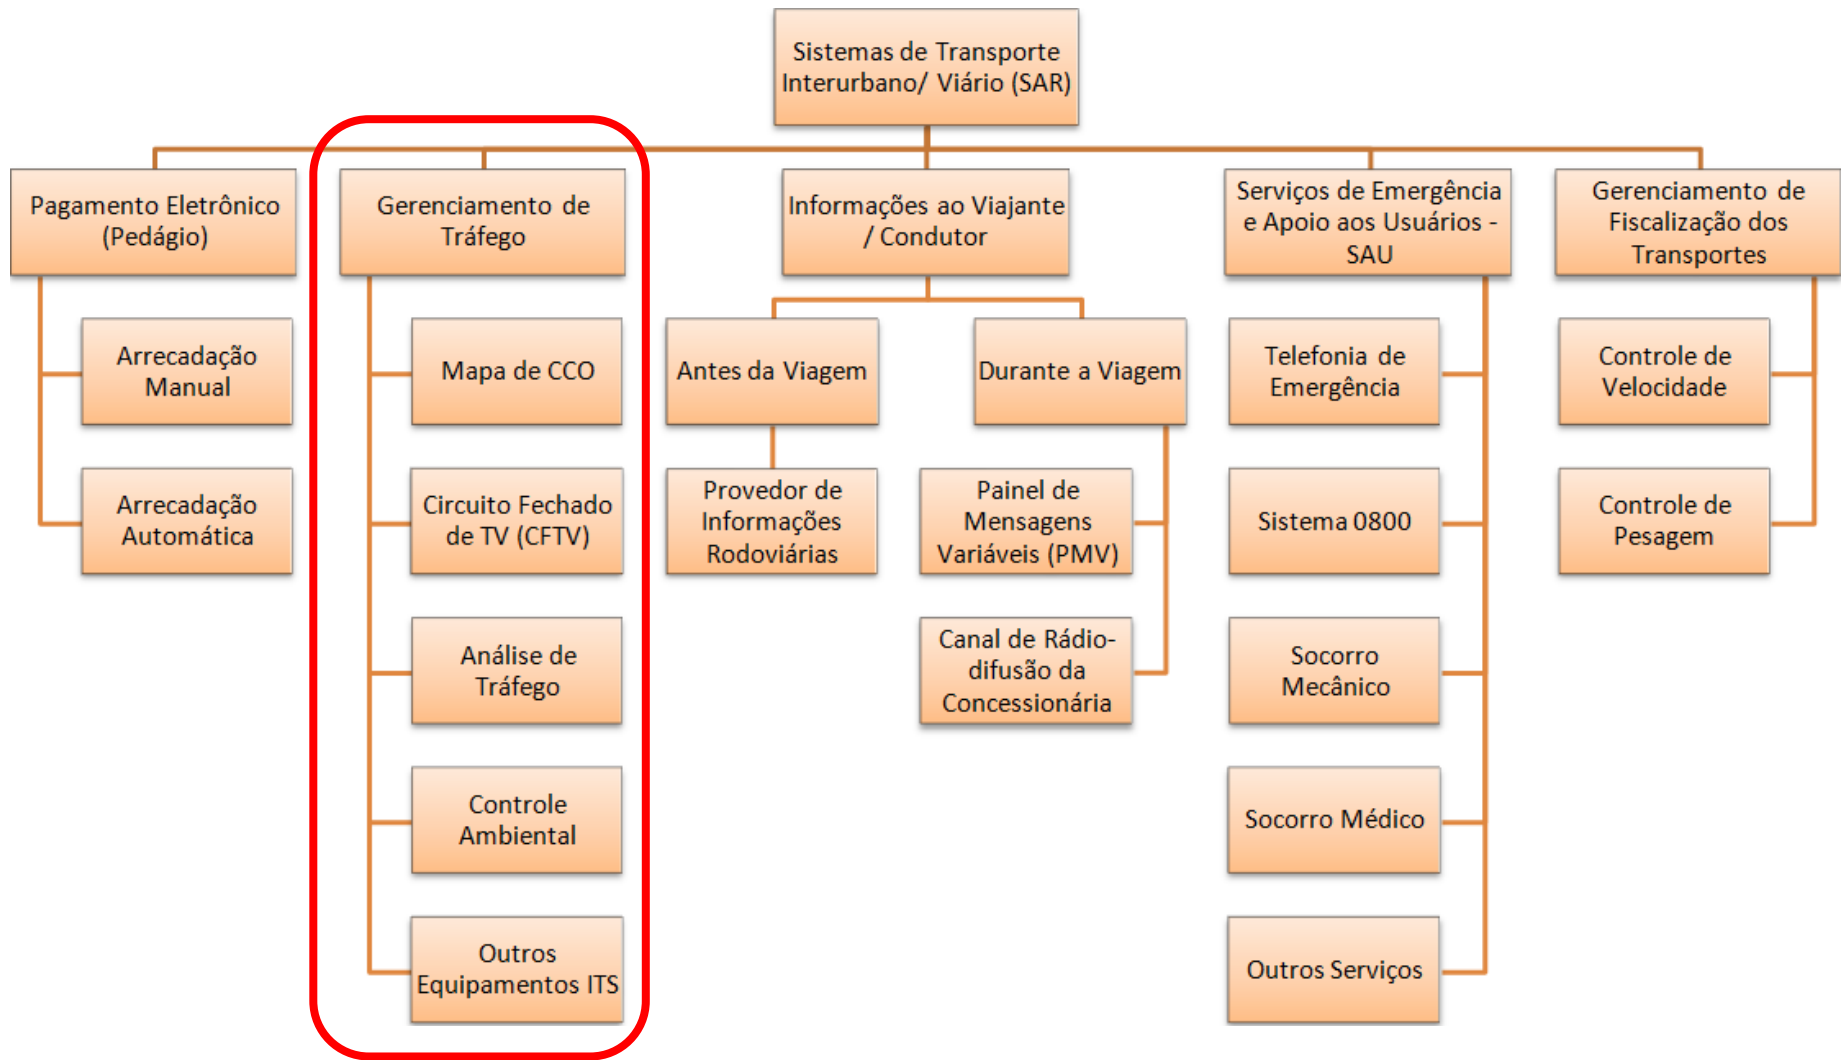 Sistemas de Transporte
Interurbano/ Viário (SAR)
Pagamento Eletrônico
(Pedágio)
Arrecadação
Manual
Arrecadação
Automática
Gerenciamento de
Tráfego
Mapa de CCO
Circuito Fechado
de TV (CFTV)
Análise de
Tráfego
Controle
Ambiental
Outros
Equipamentos ITS
Informações ao Viajante
/ Condutor
Antes da Viagem
Provedor de
Informações
Rodoviárias
Durante a Viagem
Painel de
Mensagens
Variáveis (PMV)
Canal de Rádio-
difusão da
Concessionária
Serviços de Emergência
e Apoio aos Usuários -
SAU
Telefonia de
Emergência
Sistema 0800
Socorro
Mecânico
Socorro Médico
Outros Serviços
Gerenciamento de
Fiscalização dos
Transportes
Controle de
Velocidade
Controle de
Pesagem